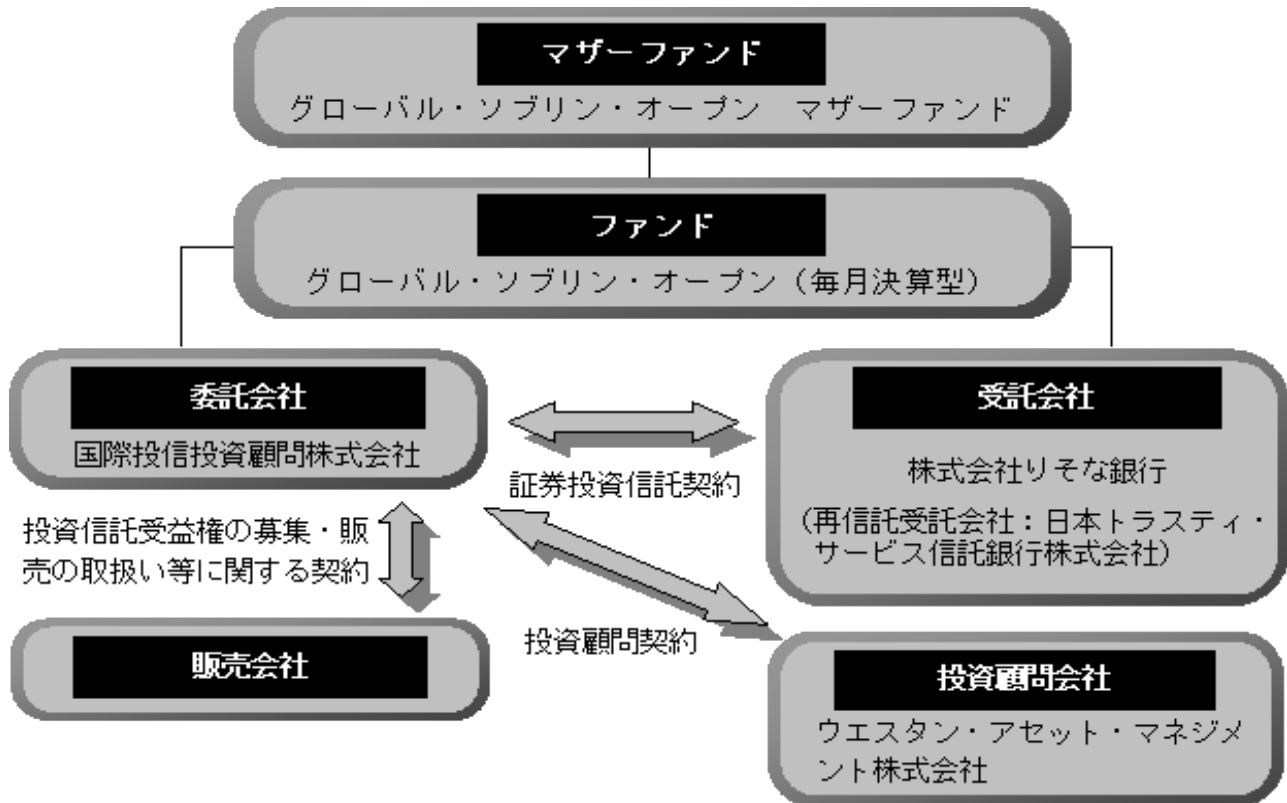 マザーファンド
グローバル・ソブリン・オープン　マザーファンド
ファンド
グローバル・ソブリン・オープン（毎月決算型）
委託会社
国際投信投資顧問株式会社
証券投資信託契約
受託会社
株式会社りそな銀行
（再信託受託会社：日本トラスティ・
サービス信託銀行株式会社）
投資信託受益権の募集・販
売の取扱い等に関する契約
投資顧問契約
販売会社
投資顧問会社
ウエスタン・アセット・マネジメ
ント株式会社